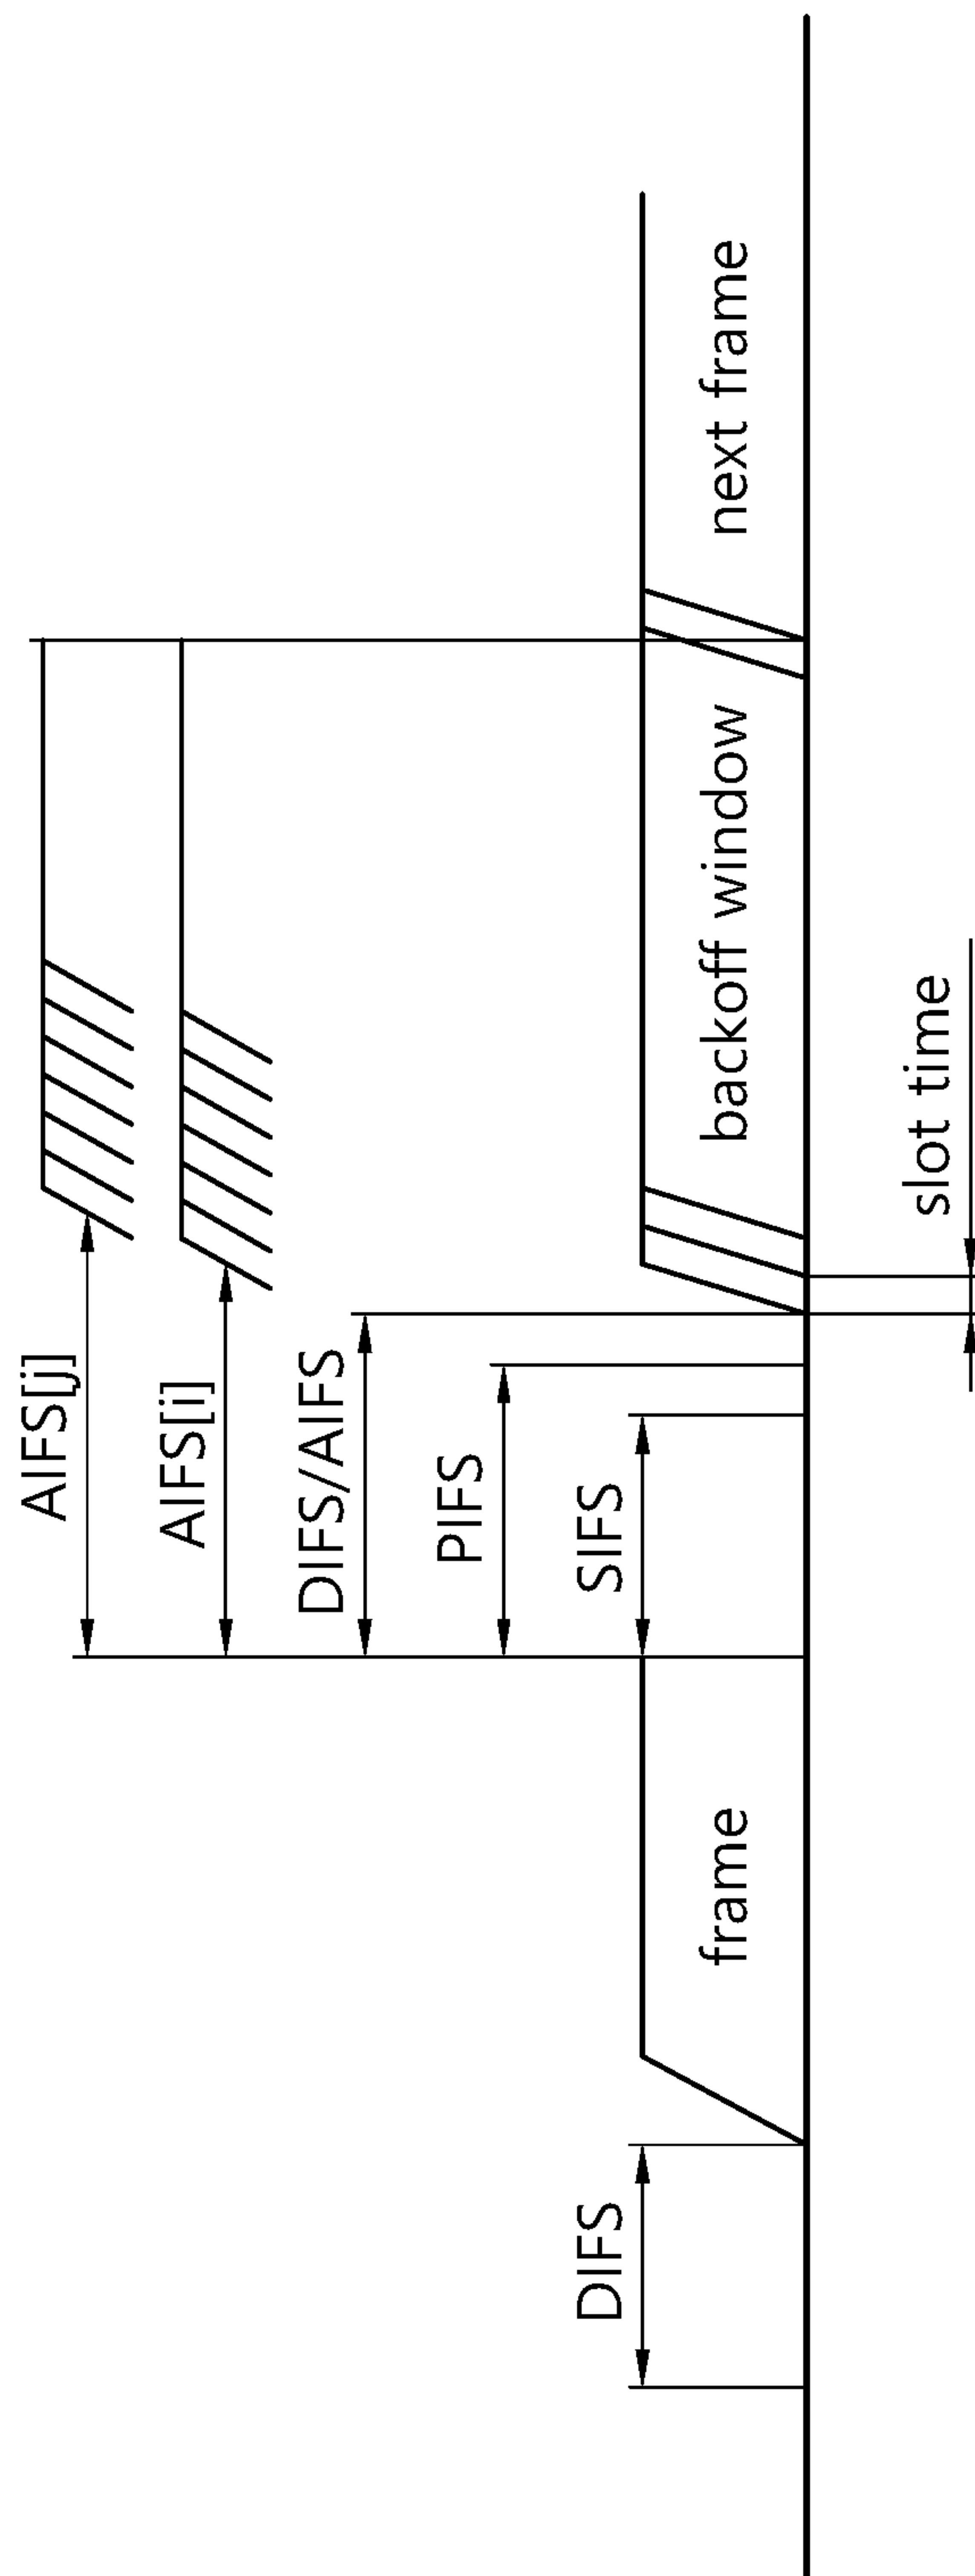 AIFS[j]
AIFS[i]
DIFS/AIFS
PIFS
DIFS
SIFS
frame
backoff window
next frame
slot time